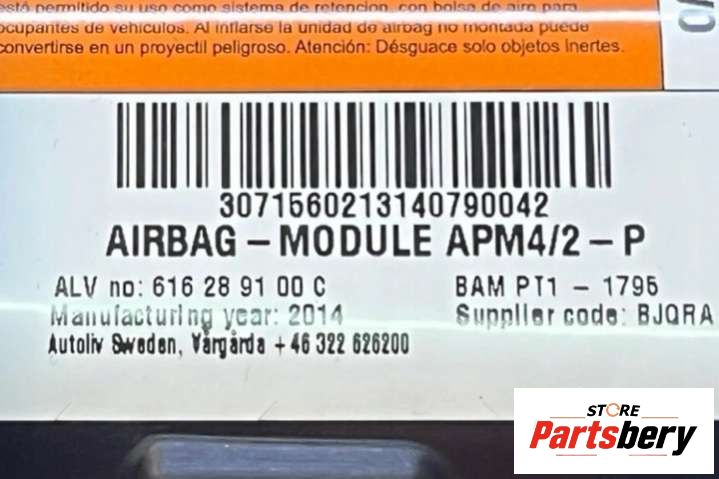 está permitido su uso como sistema de retencion, con bolsa de aire para
ocupantes de vehículos. Al inflarse la unidad de airbag no montada puede
convertirse en un proyectil peligroso. Atención: Désguace solo objetos inertes.
3071560213140790042
AIRBAG – MODULE APM4/2 – P
ALV no: 616 28 91 00 C
BAM PT1 – 1795
Manufacturing year: 2014
Supplier code: BJQRA
Autoliv Sweden, Vårgårda + 46 322 626200
STORE
Partsbery